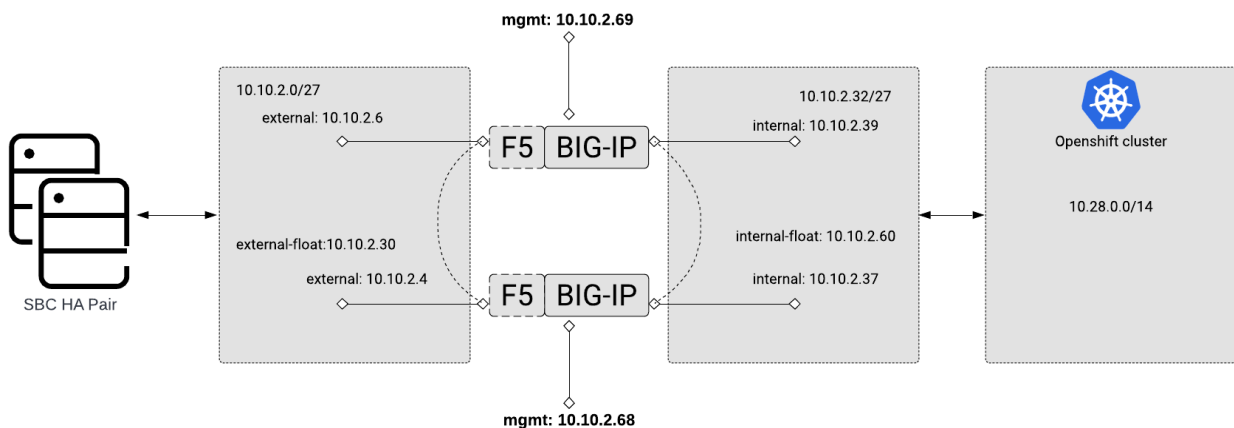 mgmt: 10.10.2.69
10.10.2.0/27
10.10.2.32/27
external: 10.10.2.6
internal: 10.10.2.39
F5 BIG-IP
Openshift cluster
10.28.0.0/14
external-float:10.10.2.30
internal-float: 10.10.2.60
external: 10.10.2.4
internal: 10.10.2.37
F5 BIG-IP
SBC HA Pair
mgmt: 10.10.2.68